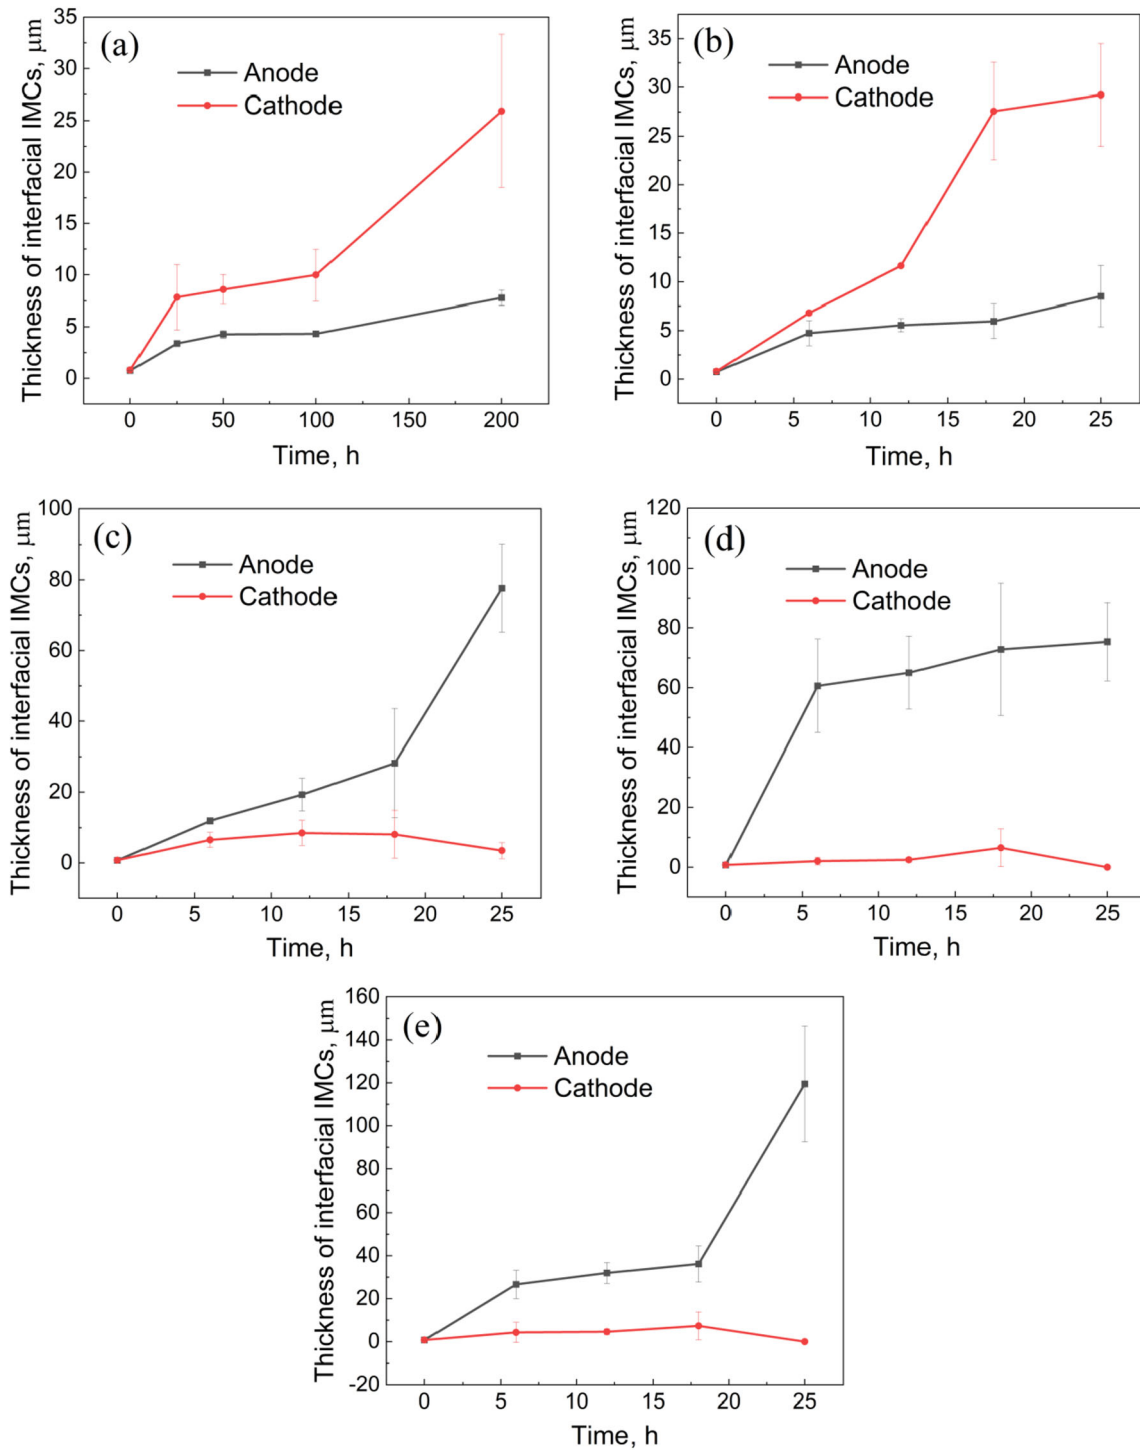 (a)
Anode
Cathode
Thickness of interfacial IMCs, μm
35
30
25
20
15
10
5
0
0 50 100 150 200
Time, h
(b)
Anode
Cathode
Thickness of interfacial IMCs, μm
35
30
25
20
15
10
5
0
0 5 10 15 20 25
Time, h
(c)
Anode
Cathode
Thickness of interfacial IMCs, μm
100
80
60
40
20
0
0 5 10 15 20 25
Time, h
(d)
Anode
Cathode
Thickness of interfacial IMCs, μm
120
100
80
60
40
20
0
0 5 10 15 20 25
Time, h
(e)
Anode
Cathode
Thickness of interfacial IMCs, μm
160
140
120
100
80
60
40
20
0
-20
0 5 10 15 20 25
Time, h